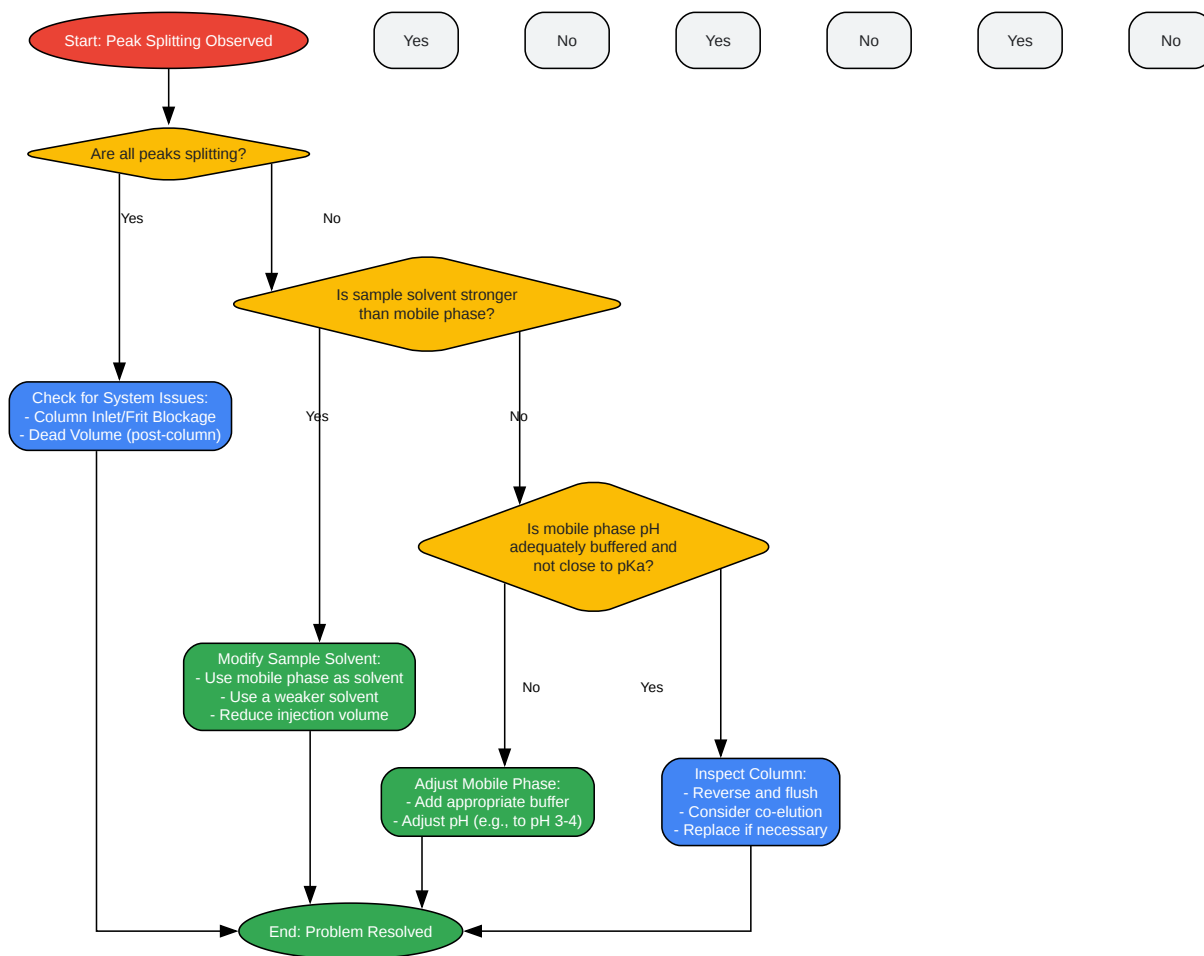 Start: Peak Splitting Observed
Yes
No
Yes
No
Yes
No
Are all peaks splitting?
Yes
No
Is sample solvent stronger
than mobile phase?
Check for System Issues:
- Column Inlet/Frit Blockage
- Dead Volume (post-column)
Yes
No
Is mobile phase pH
adequately buffered and
not close to pKa?
Modify Sample Solvent:
- Use mobile phase as solvent
- Use a weaker solvent
- Reduce injection volume
No
Yes
Adjust Mobile Phase:
- Add appropriate buffer
- Adjust pH (e.g., to pH 3-4)
Inspect Column:
- Reverse and flush
- Consider co-elution
- Replace if necessary
End: Problem Resolved